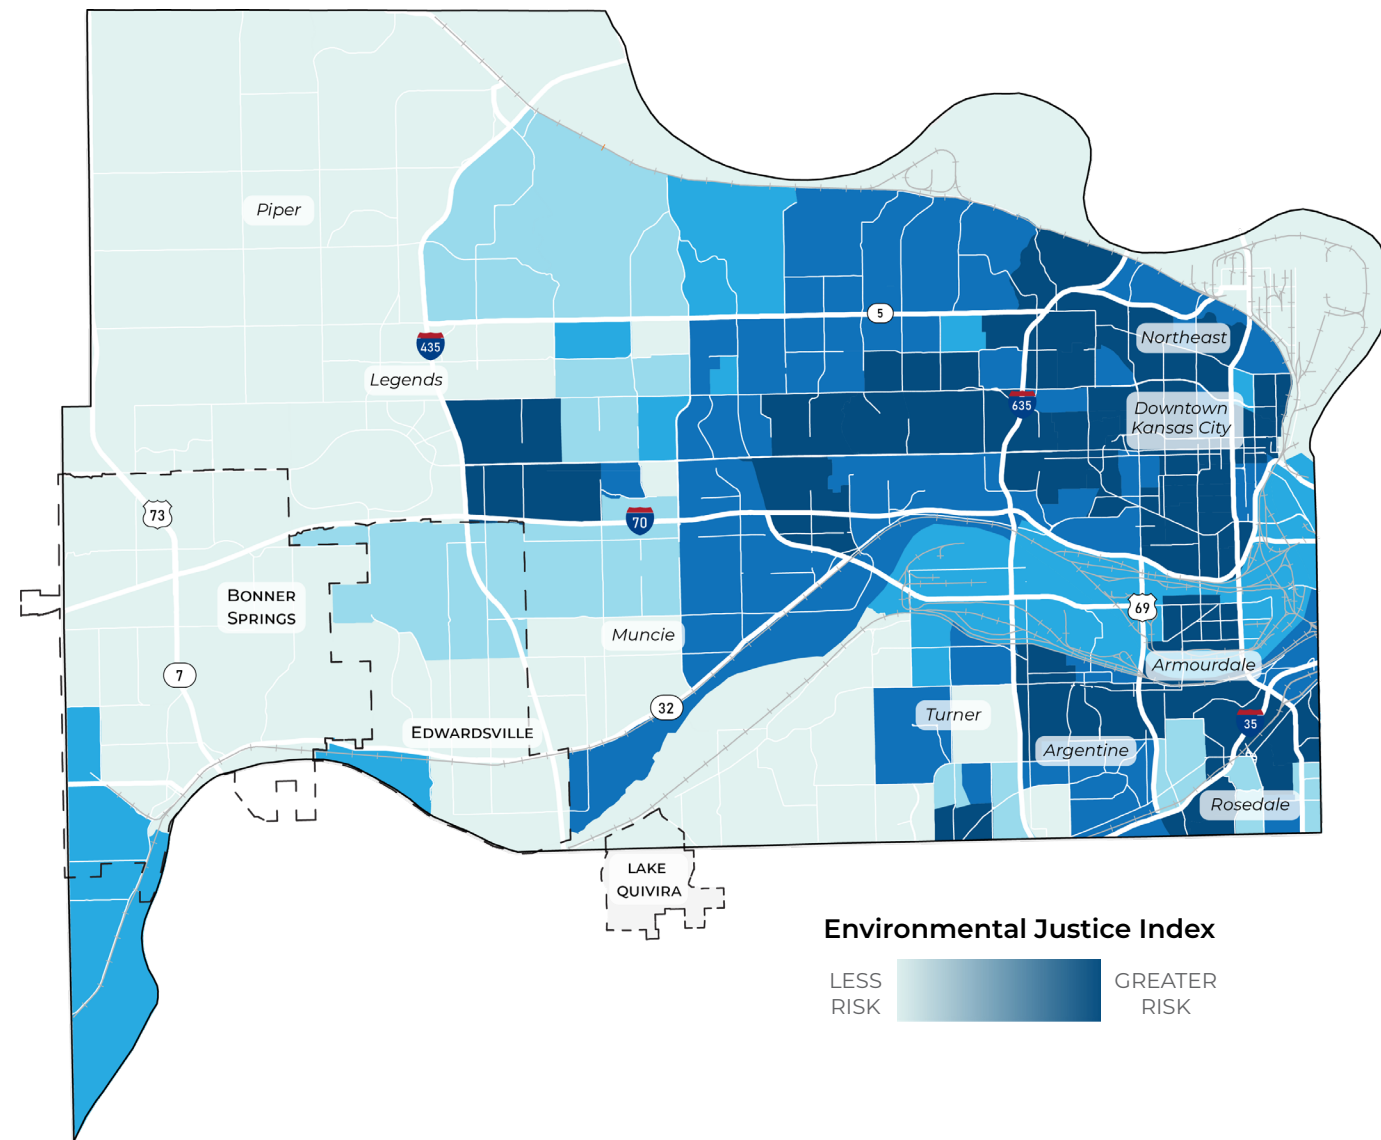 Piper
5
Northeast
435
Legends
635
Downtown
Kansas City
73
70
BONNER
SPRINGS
69
Muncie
Armourdale
7
32
Turner
35
EDWARDSVILLE
Argentine
Rosedale
LAKE
QUIVIRA
Environmental Justice Index
LESS
RISK
GREATER
RISK